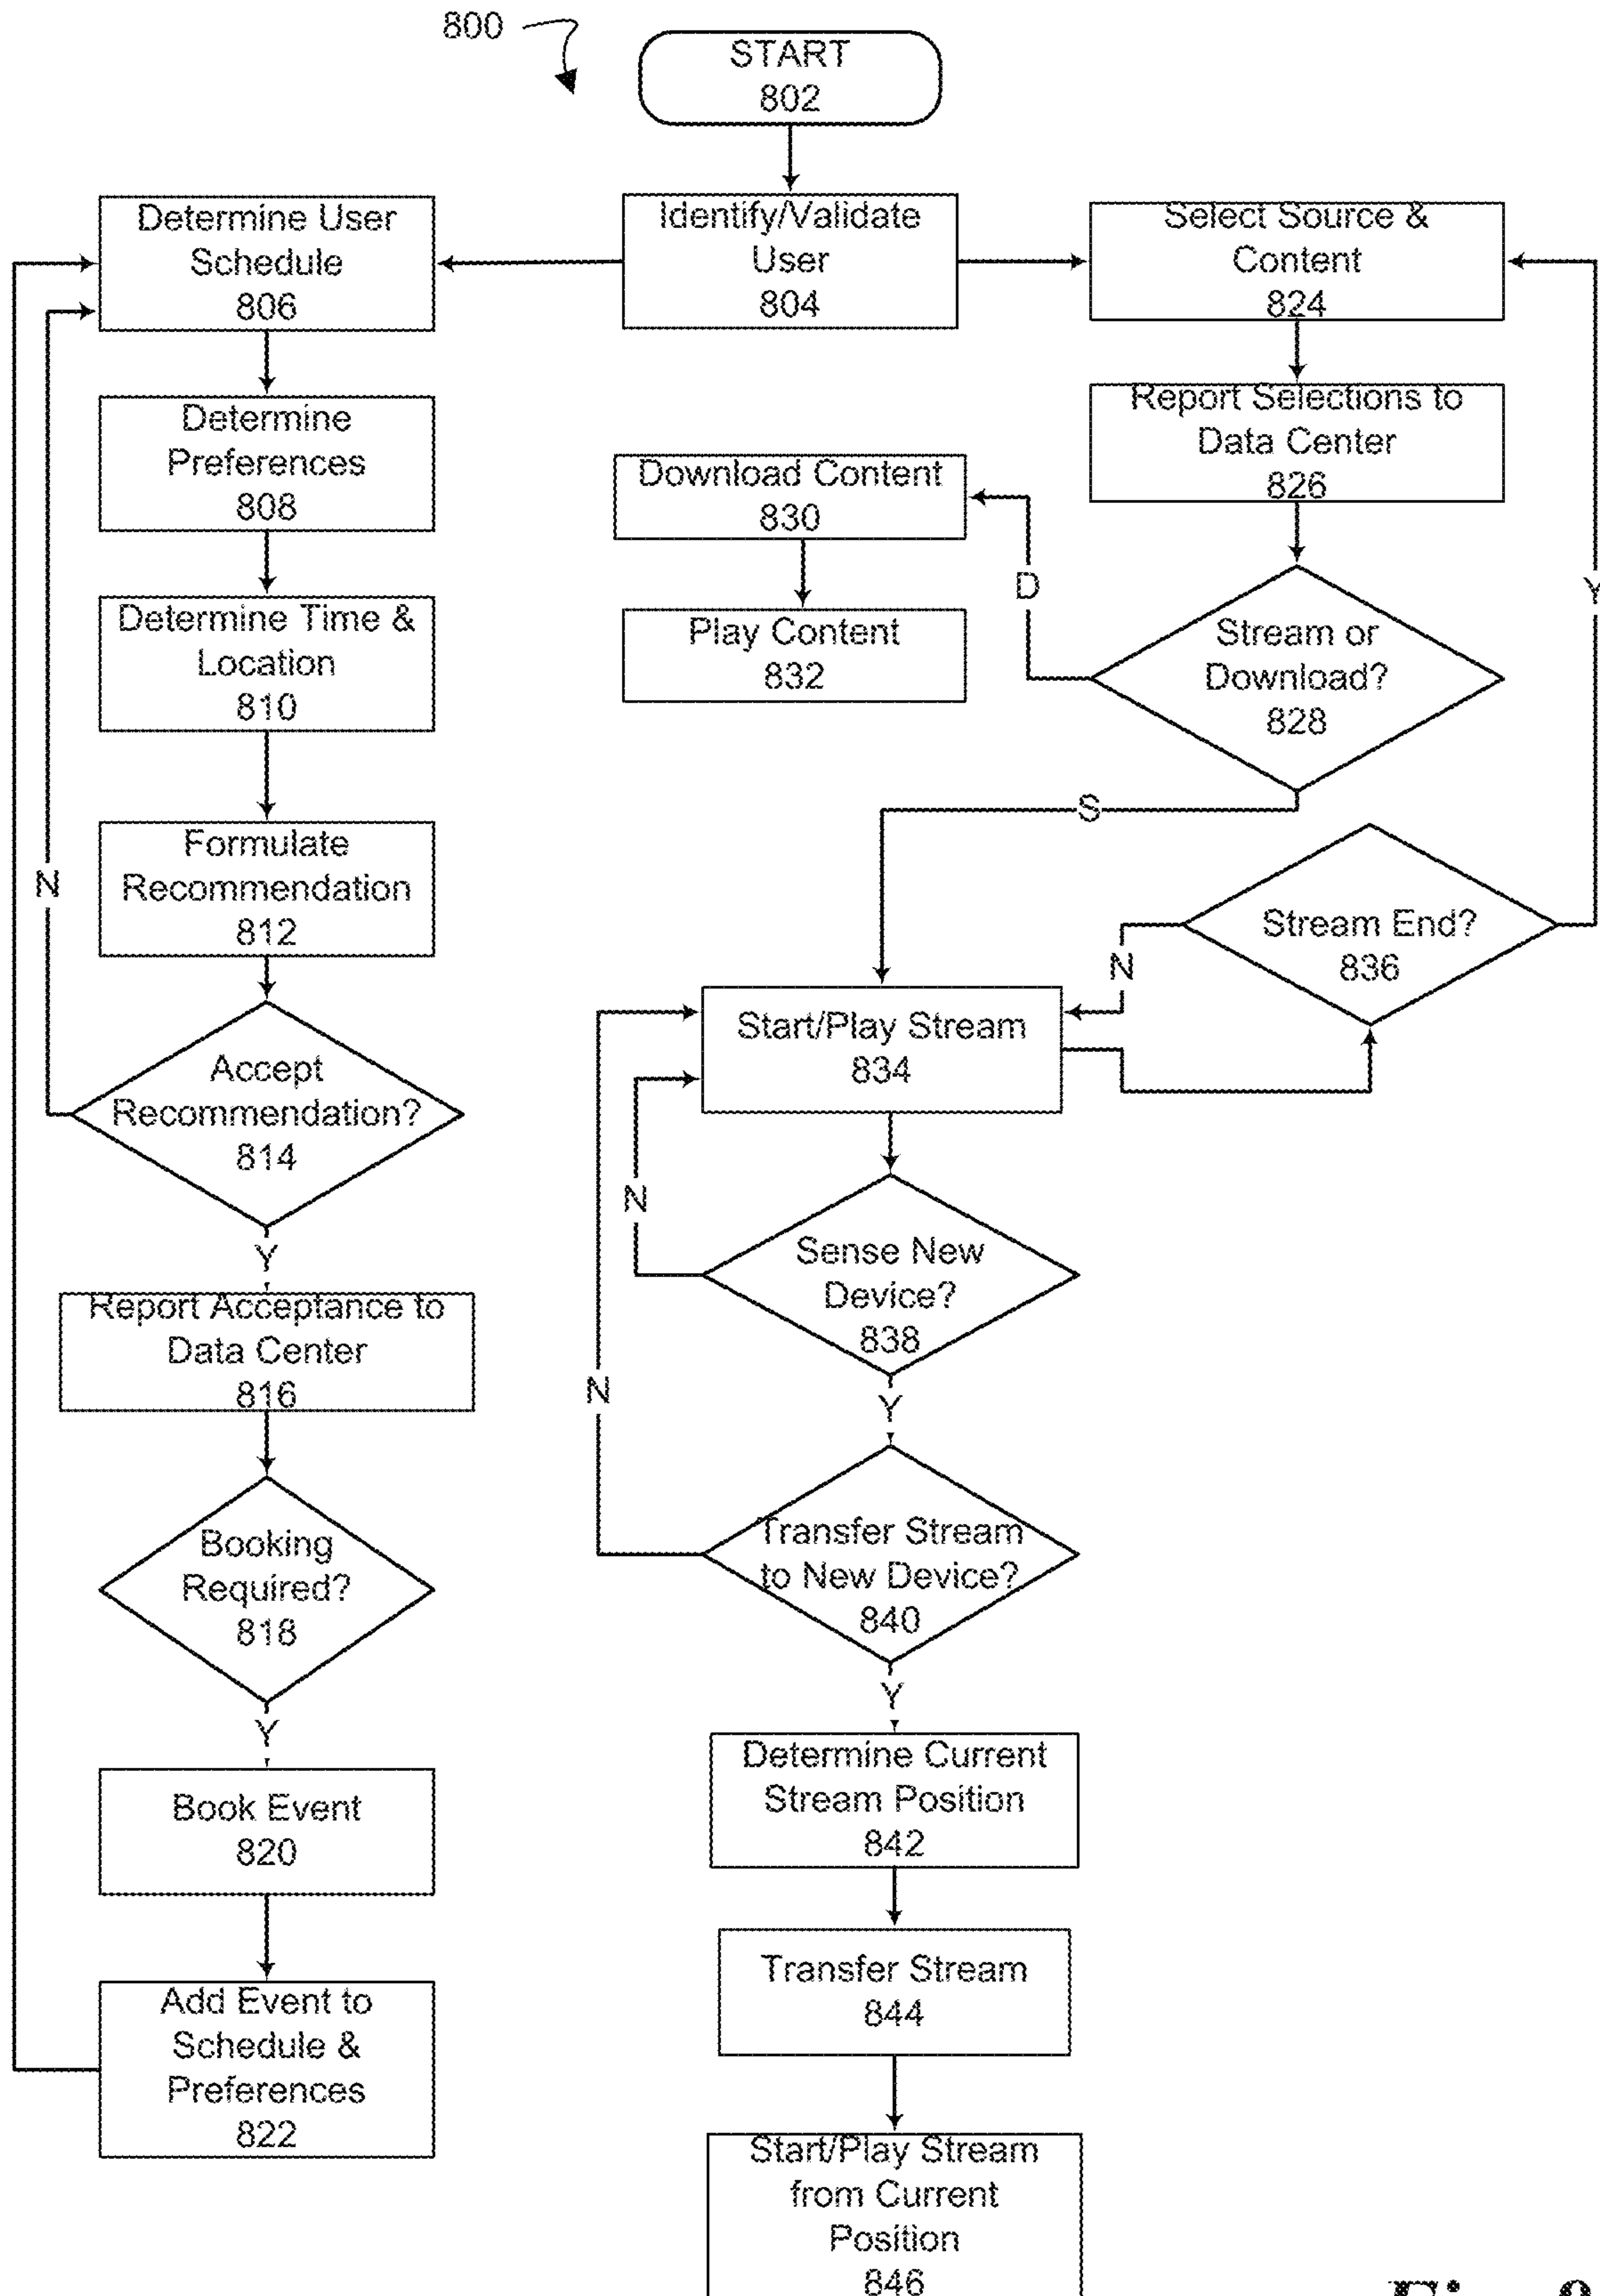 800
START
802
Identify/Validate
User
804
Determine User
Schedule
806
Determine
Preferences
808
Determine Time &
Location
810
Formulate
Recommendation
812
N
Accept
Recommendation?
814
Y
Report Acceptance to
Data Center
816
Booking
Required?
818
Y
Book Event
820
Add Event to
Schedule &
Preferences
822
Select Source &
Content
824
Report Selections to
Data Center
826
Stream or
Download?
828
D
Download Content
830
Play Content
832
S
Y
Stream End?
836
N
Start/Play Stream
834
N
Sense New
Device?
838
Y
N
Transfer Stream
to New Device?
840
Y
Determine Current
Stream Position
842
Transfer Stream
844
Start/Play Stream
from Current
Position
846